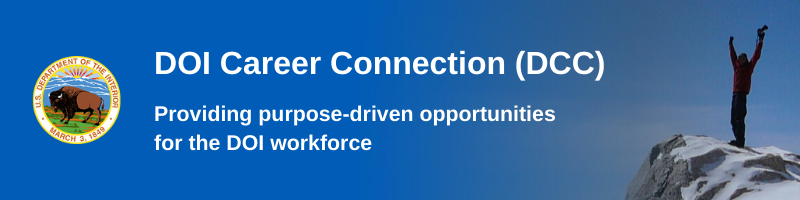 U.S. DEPARTMENT OF THE INTERIOR
MARCH 3, 1849
DOI Career Connection (DCC)
Providing purpose-driven opportunities
for the DOI workforce